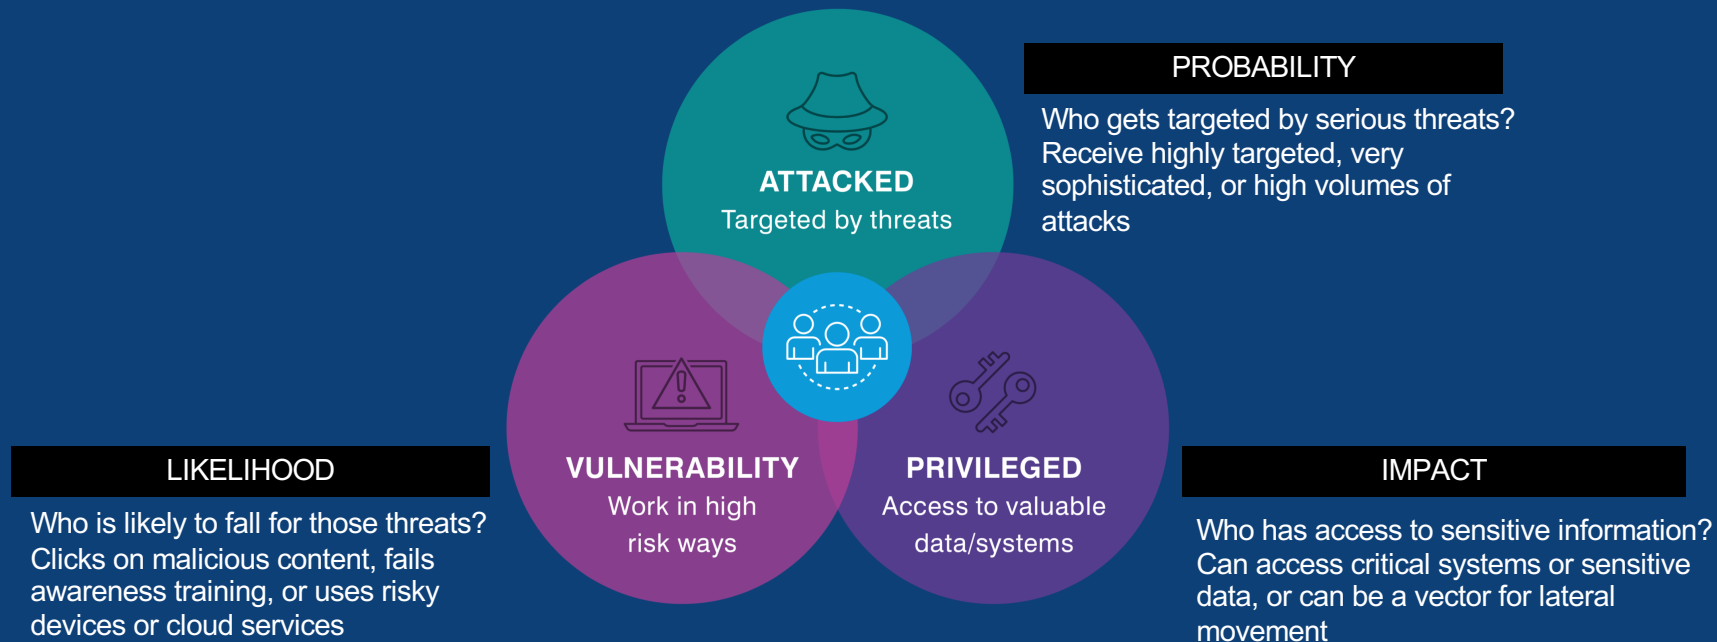 PROBABILITY
Who gets targeted by serious threats?
Receive highly targeted, very
sophisticated, or high volumes of
attacks
ATTACKED
Targeted by threats
VULNERABILITY
Work in high
risk ways
PRIVILEGED
Access to valuable
data/systems
LIKELIHOOD
Who is likely to fall for those threats?
Clicks on malicious content, fails
awareness training, or uses risky
devices or cloud services
IMPACT
Who has access to sensitive information?
Can access critical systems or sensitive
data, or can be a vector for lateral
movement